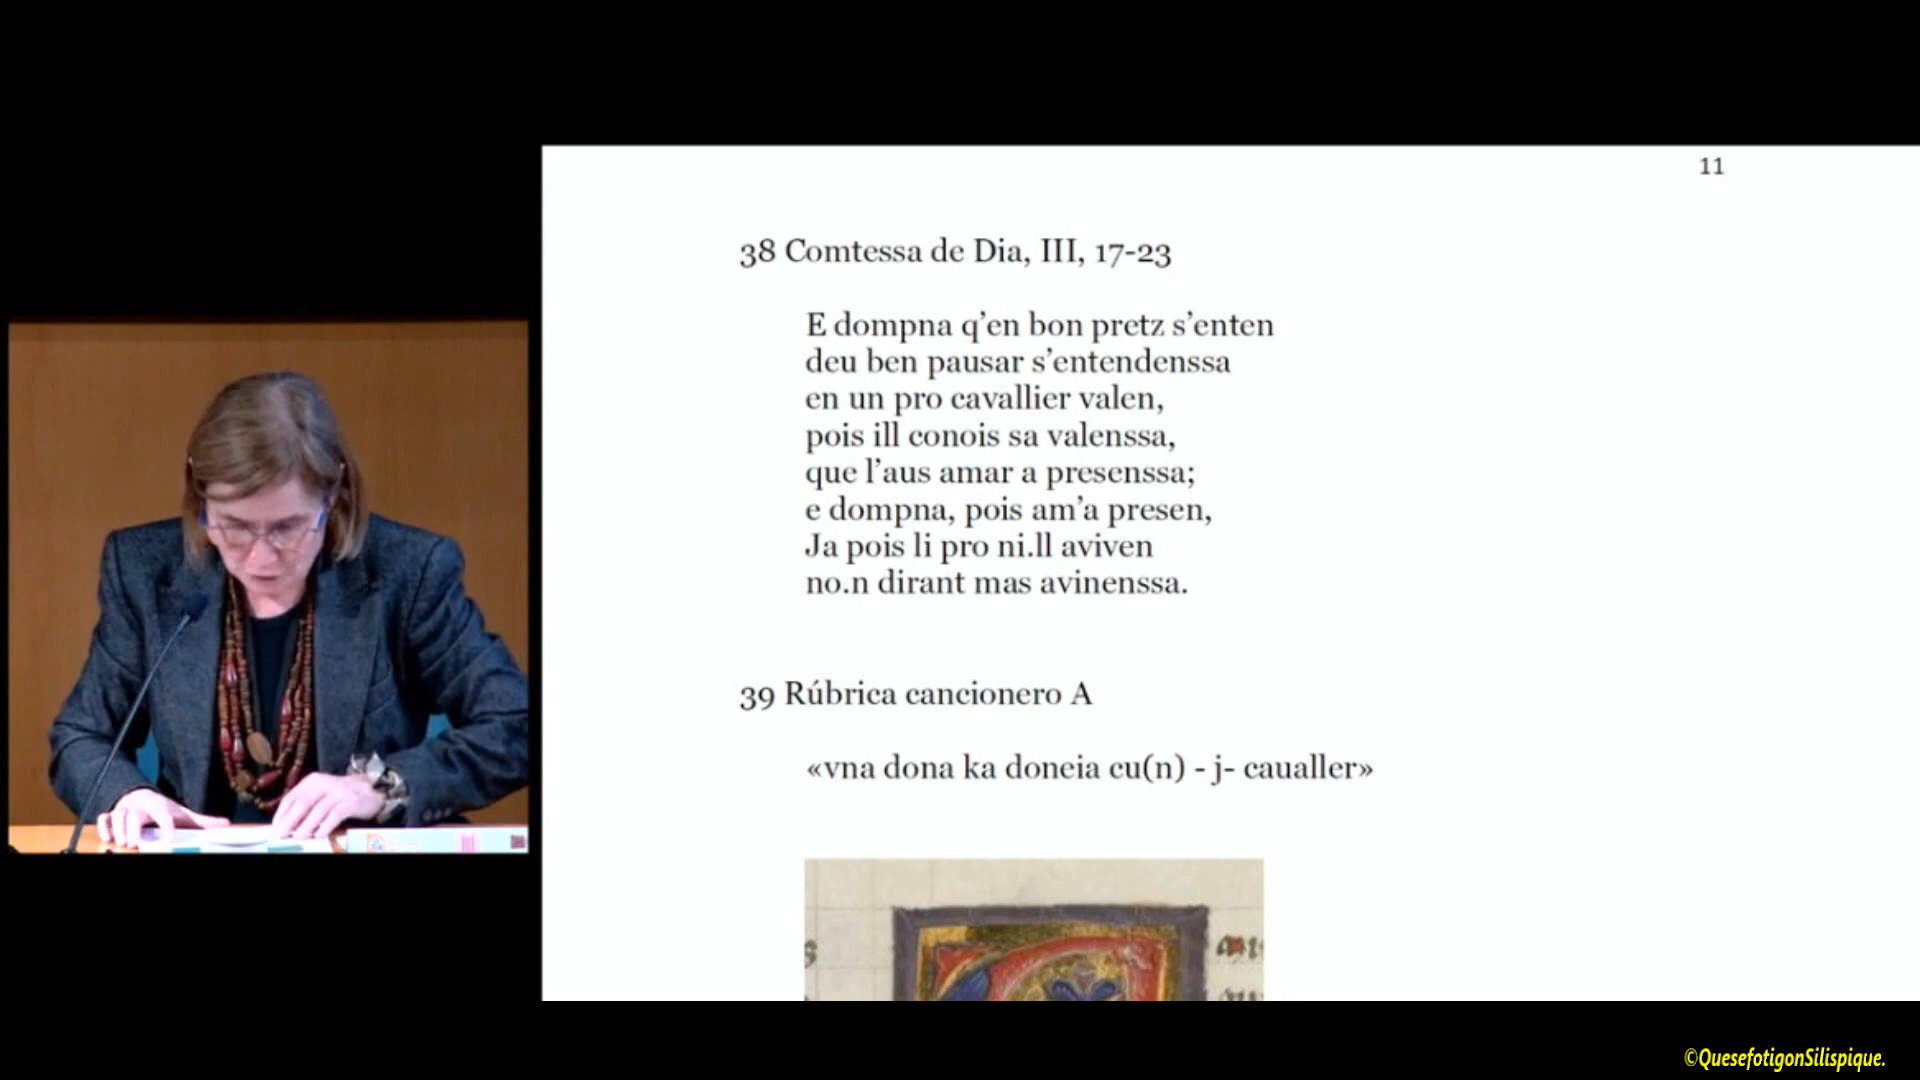 11
38 Comtessa de Dia, III, 17-23
E dompna q’en bon pretz s’enten
deu ben pausar s’entendenssa
en un pro cavallier valen,
pois ill conois sa valenssa,
que l’aus amar a presenssa;
e dompna, pois am’a presen,
Ja pois li pro ni.ll aviven
no.n dirant mas avinenssa.
39 Rúbrica cancionero A
«vna dona ka doneia cu(n) - j- caualler»
©QuesefotigonSilispique.